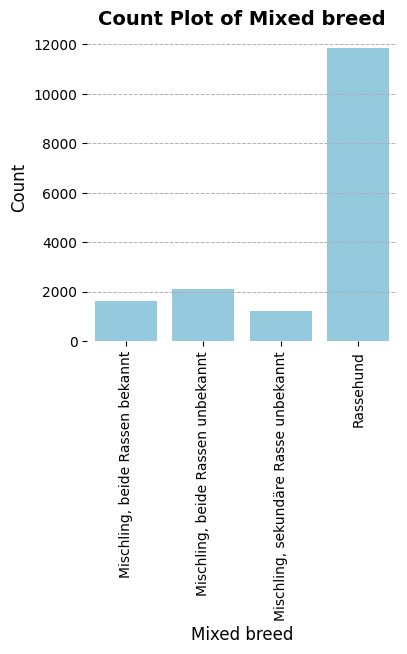 Count Plot of Mixed breed
12000
10000
8000
6000
4000
2000
0
Count
Mischling, beide Rassen bekannt
Mischling, beide Rassen unbekannt
Mischling, sekundäre Rasse unbekannt
Rassehund
Mixed breed